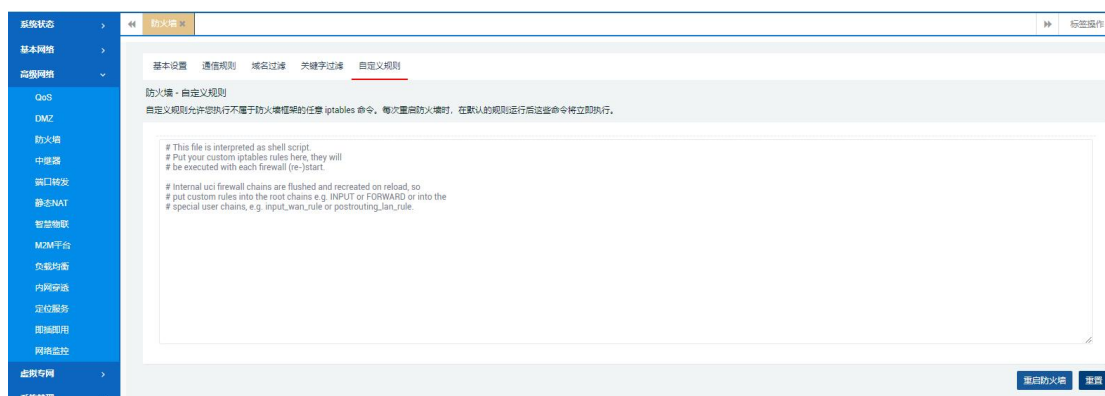 系统状态
防火墙
标签操作
基本网络
高级网络
基本设置 通信规则 域名过滤 关键字过滤 自定义规则
防火墙 - 自定义规则
自定义规则允许您执行不属于防火墙框架的任意 iptables 命令。每次重启防火墙时，在默认的规则运行后这些命令将立即执行。
QoS
DMZ
防火墙
中继器
端口转发
静态NAT
智慧物联
M2M平台
负载均衡
内网穿透
定位服务
即插即用
网络监控
虚拟专网
# This file is interpreted as shell script.
# Put your custom iptables rules here, they will
# be executed with each firewall (re-)start.
# Internal uci firewall chains are flushed and recreated on reload, so
# put custom rules into the root chains e.g. INPUT or FORWARD or into the
# special user chains, e.g. input_wan_rule or postrouting_lan_rule.
重启防火墙 重置